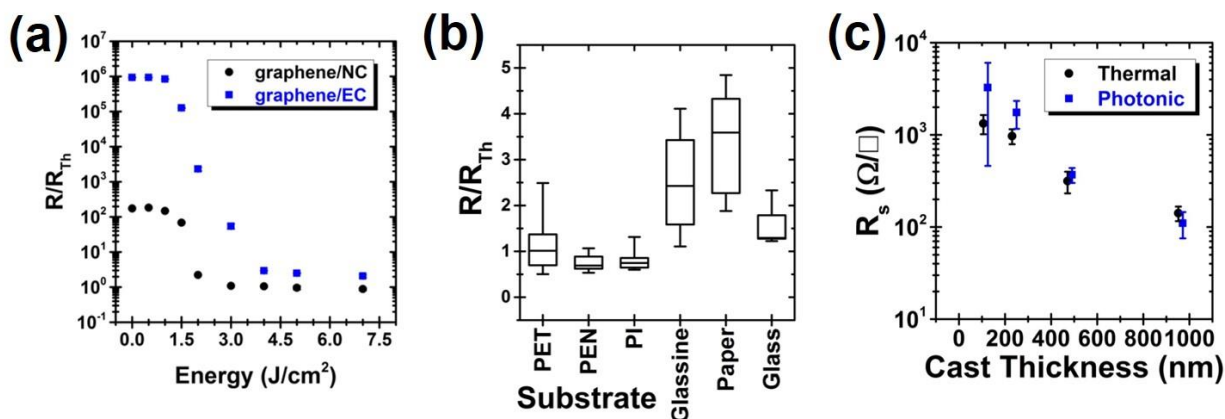 (a)
R/R_Th
10^7
10^6
10^5
10^4
10^3
10^2
10^1
10^0
10^-1
graphene/NC
graphene/EC
0.0 1.5 3.0 4.5 6.0 7.5
Energy (J/cm²)
(b)
R/R_Th
5
4
3
2
1
0
PET
PEN
PI
Glassine
Paper
Glass
Substrate
(c)
R_s (Ω/□)
10^4
10^3
10^2
10^1
Thermal
Photonic
0 200 400 600 800 1000
Cast Thickness (nm)